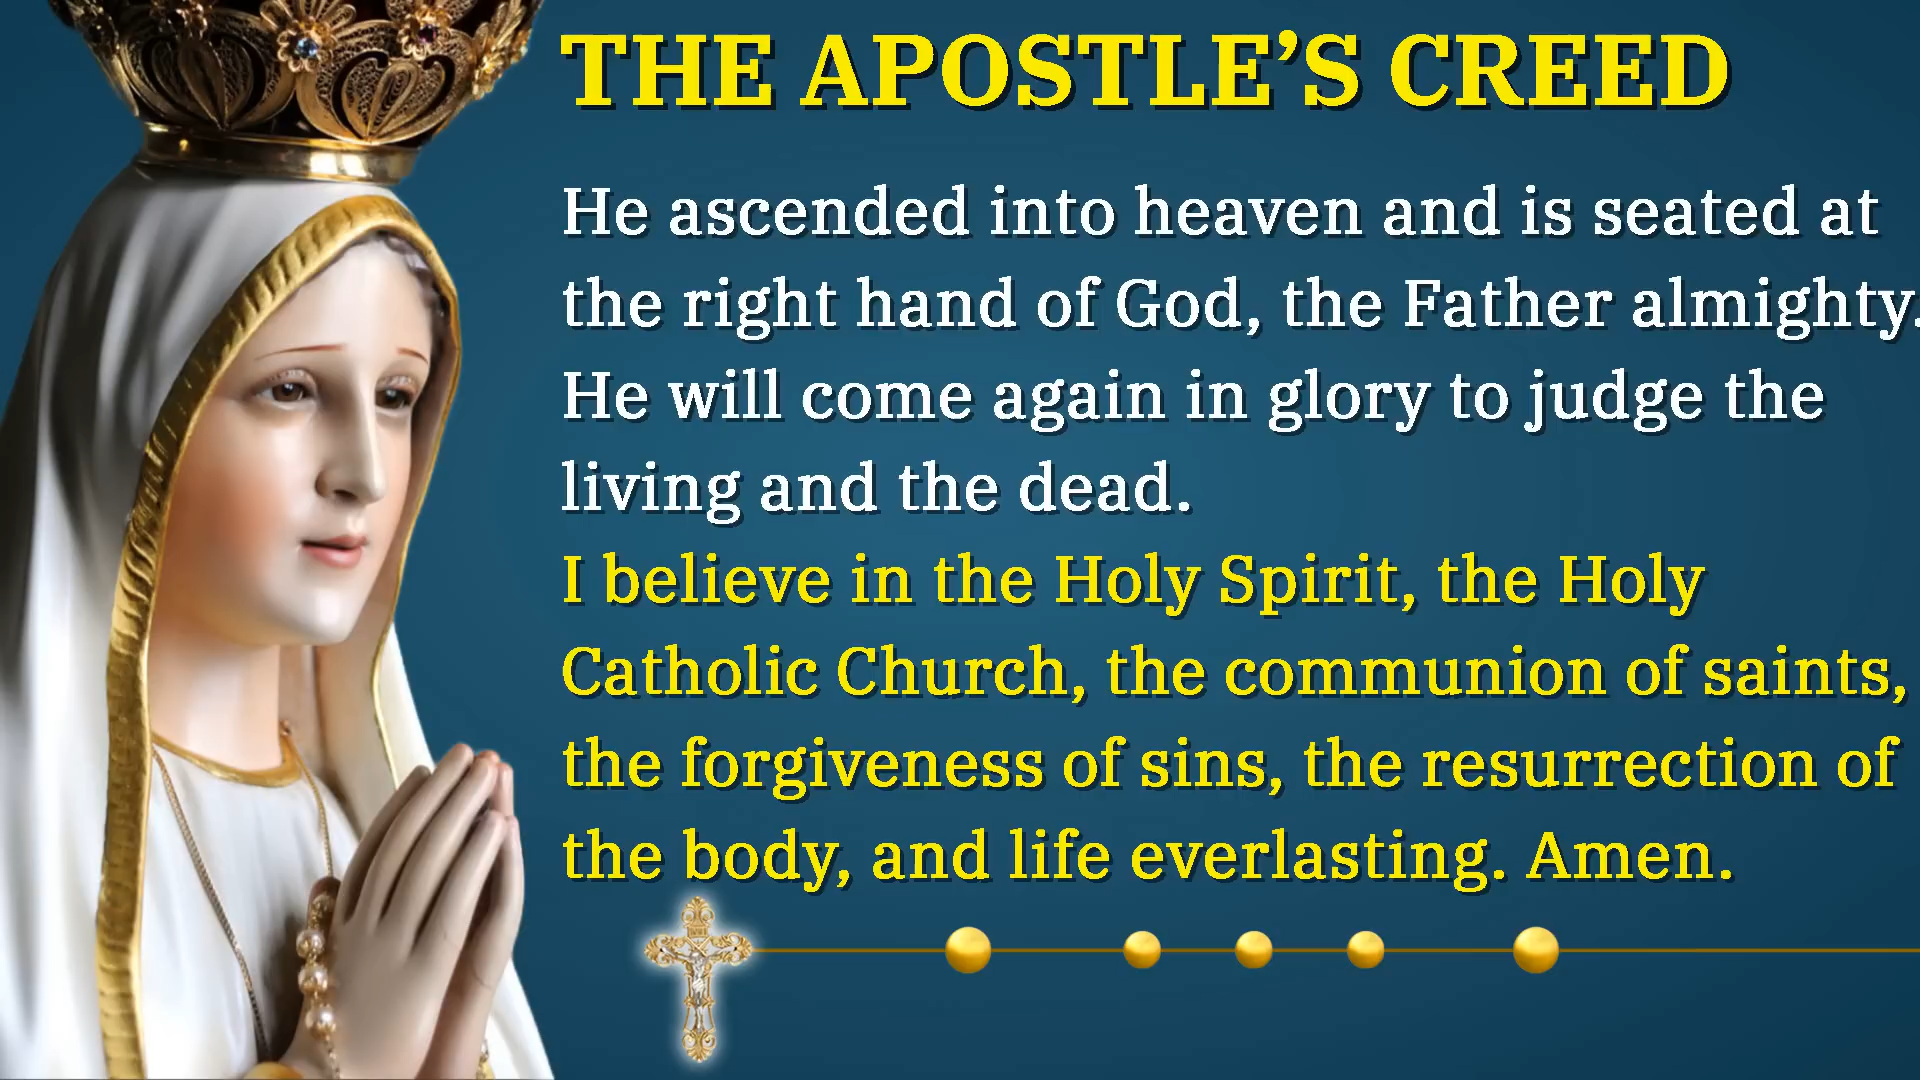 THE APOSTLE’S CREED
He ascended into heaven and is seated at
the right hand of God, the Father almighty.
He will come again in glory to judge the
living and the dead.
I believe in the Holy Spirit, the Holy
Catholic Church, the communion of saints,
the forgiveness of sins, the resurrection of
the body, and life everlasting. Amen.